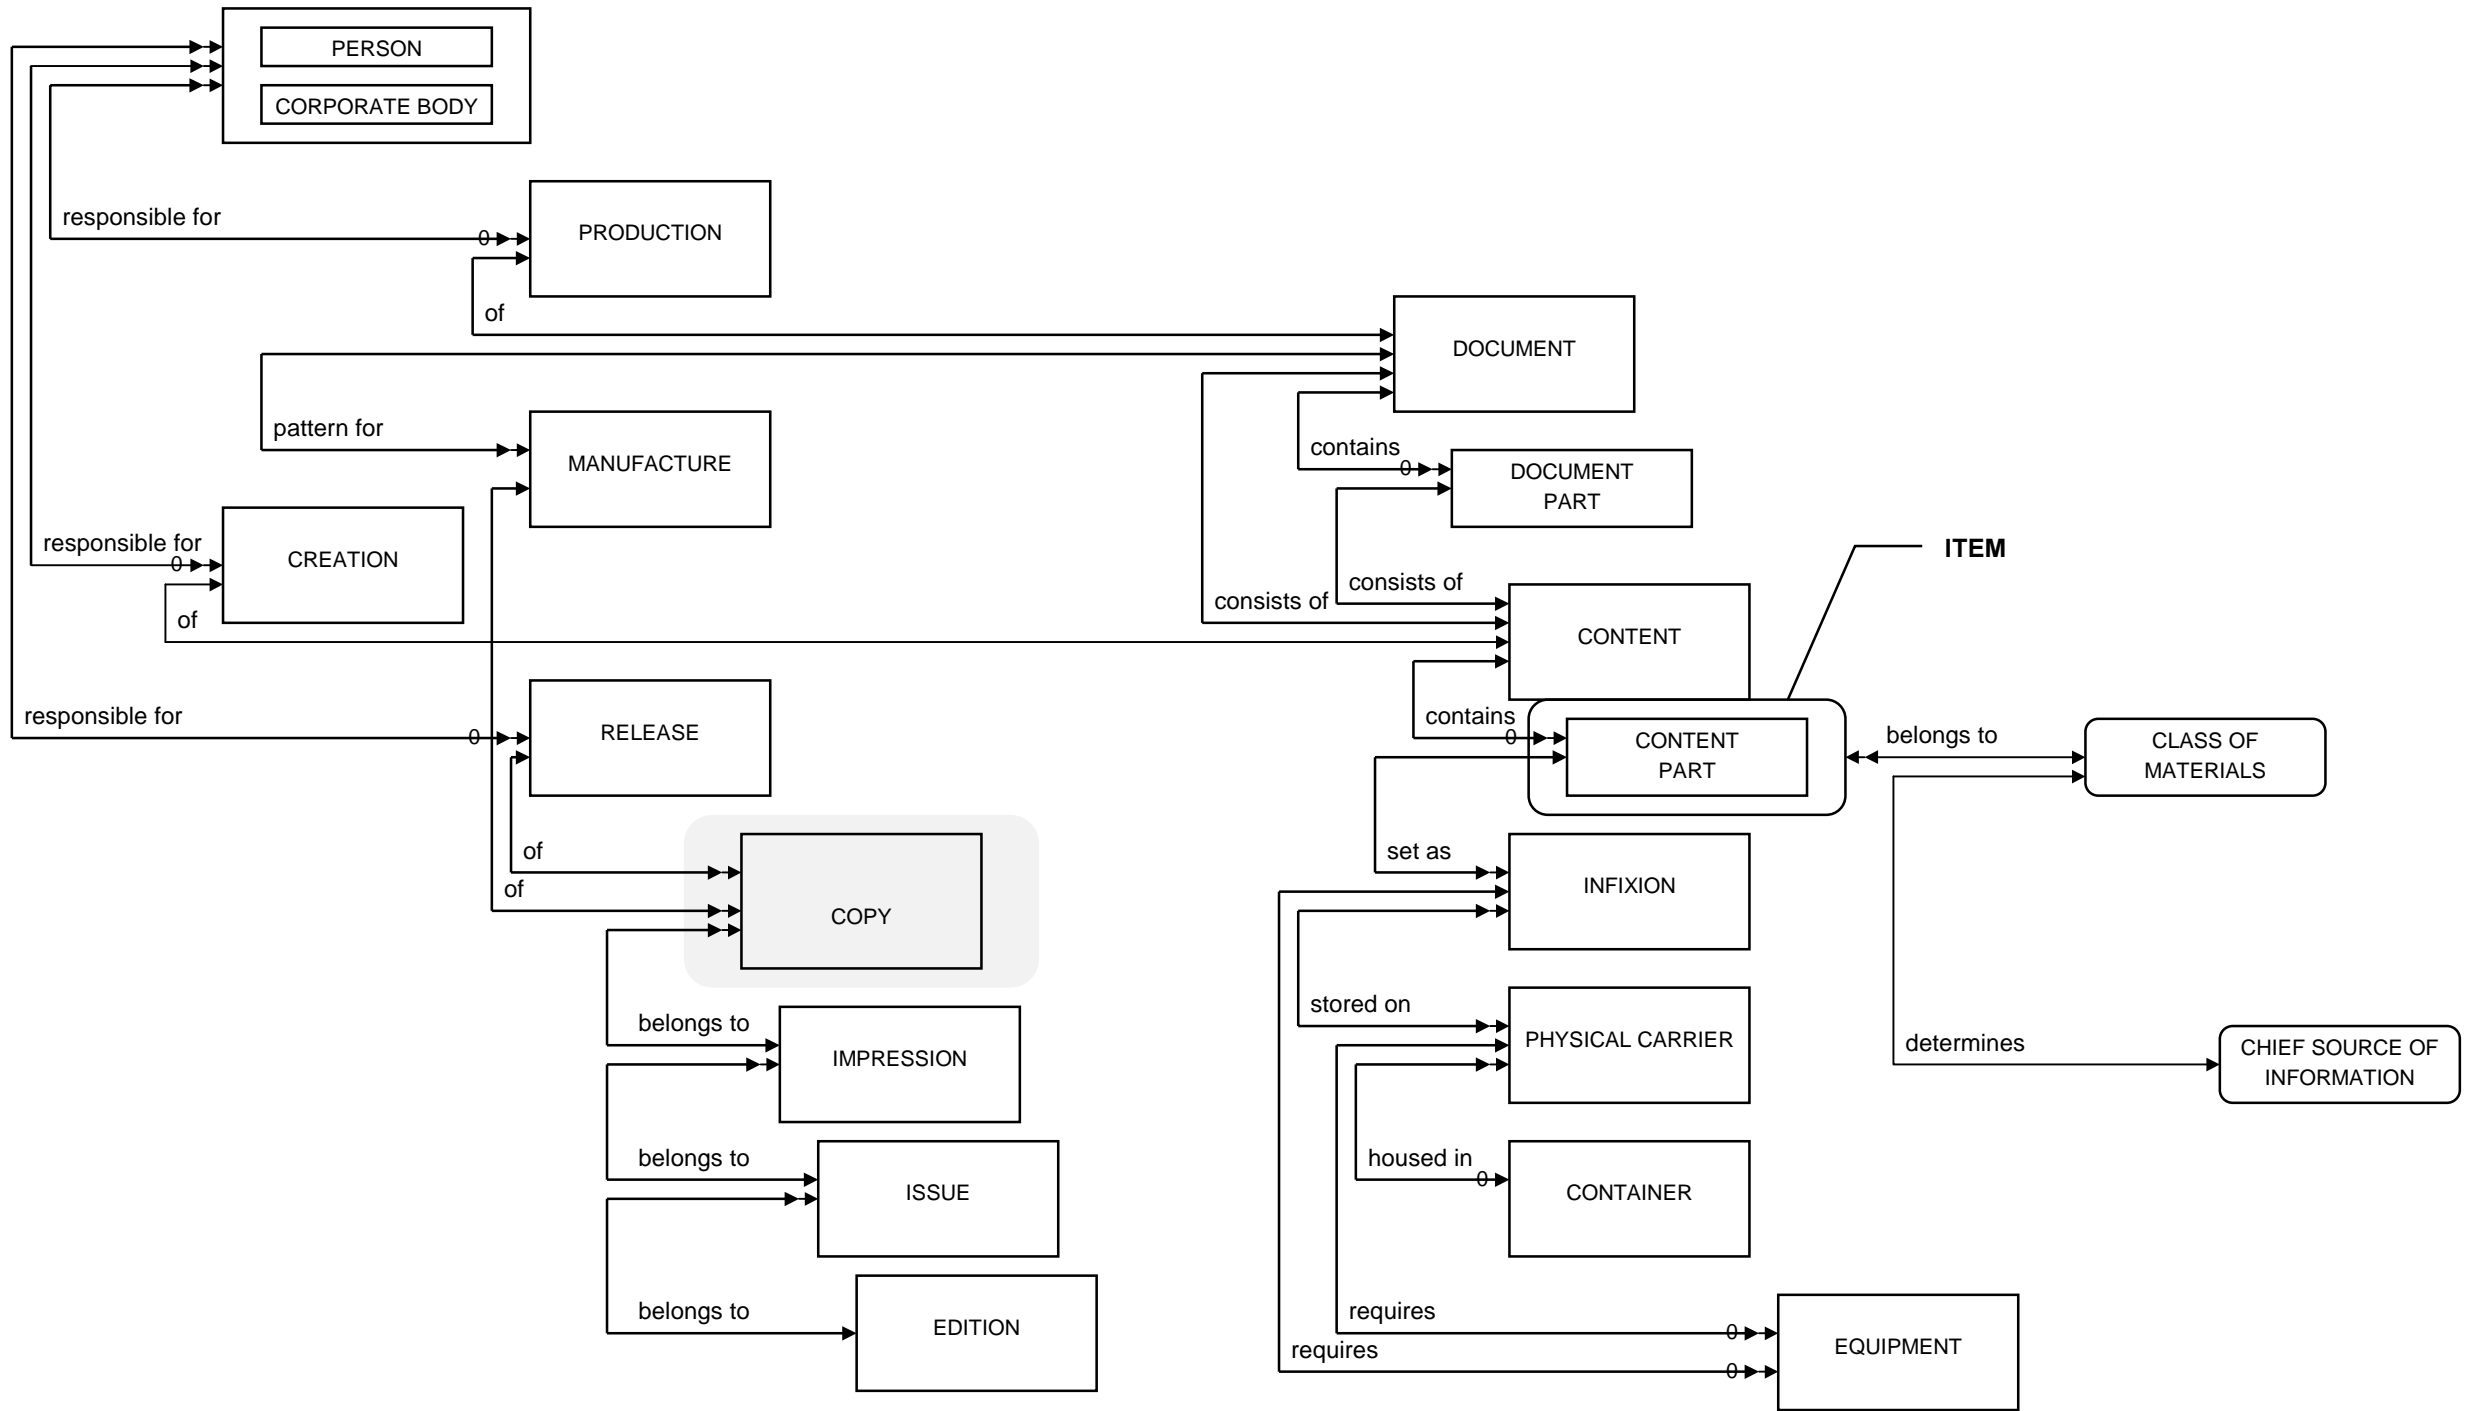 PERSON
CORPORATE BODY
responsible for
0
PRODUCTION
of
DOCUMENT
pattern for
MANUFACTURE
contains
0
DOCUMENT
PART
responsible for
0
CREATION
of
ITEM
consists of
consists of
CONTENT
responsible for
0
RELEASE
contains
0
CONTENT
PART
belongs to
CLASS OF
MATERIALS
of
of
COPY
set as
INFIXION
belongs to
IMPRESSION
stored on
PHYSICAL CARRIER
determines
CHIEF SOURCE OF
INFORMATION
belongs to
ISSUE
housed in
0
CONTAINER
belongs to
EDITION
requires
0
requires
0
EQUIPMENT